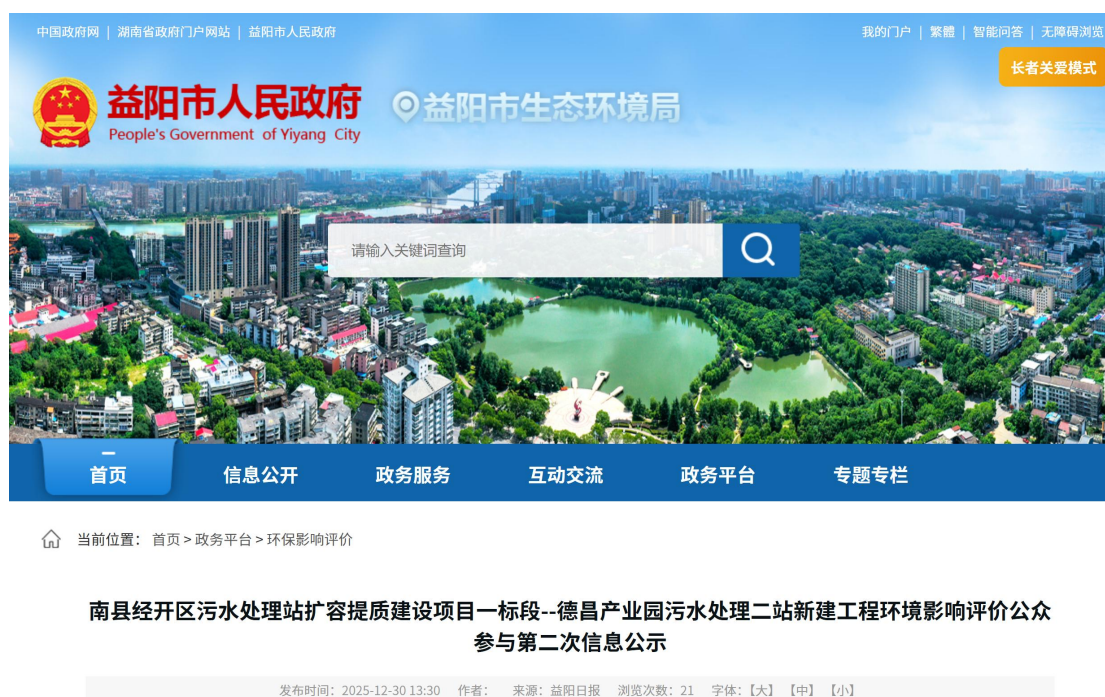 中国政府网 | 湖南省政府门户网站 | 益阳市人民政府
我的门户 | 繁體 | 智能问答 | 无障碍浏览
长者关爱模式
益阳市人民政府
People's Government of Yiyang City
益阳市生态环境局
请输入关键词查询
首页 信息公开 政务服务 互动交流 政务平台 专题专栏
当前位置： 首页 > 政务平台 > 环保影响评价
南县经开区污水处理站扩容提质建设项目一标段--德昌产业园污水处理二站新建工程环境影响评价公众
参与第二次信息公示
发布时间：2025-12-30 13:30 作者： 来源：益阳日报 浏览次数：21 字体：【大】 【中】 【小】